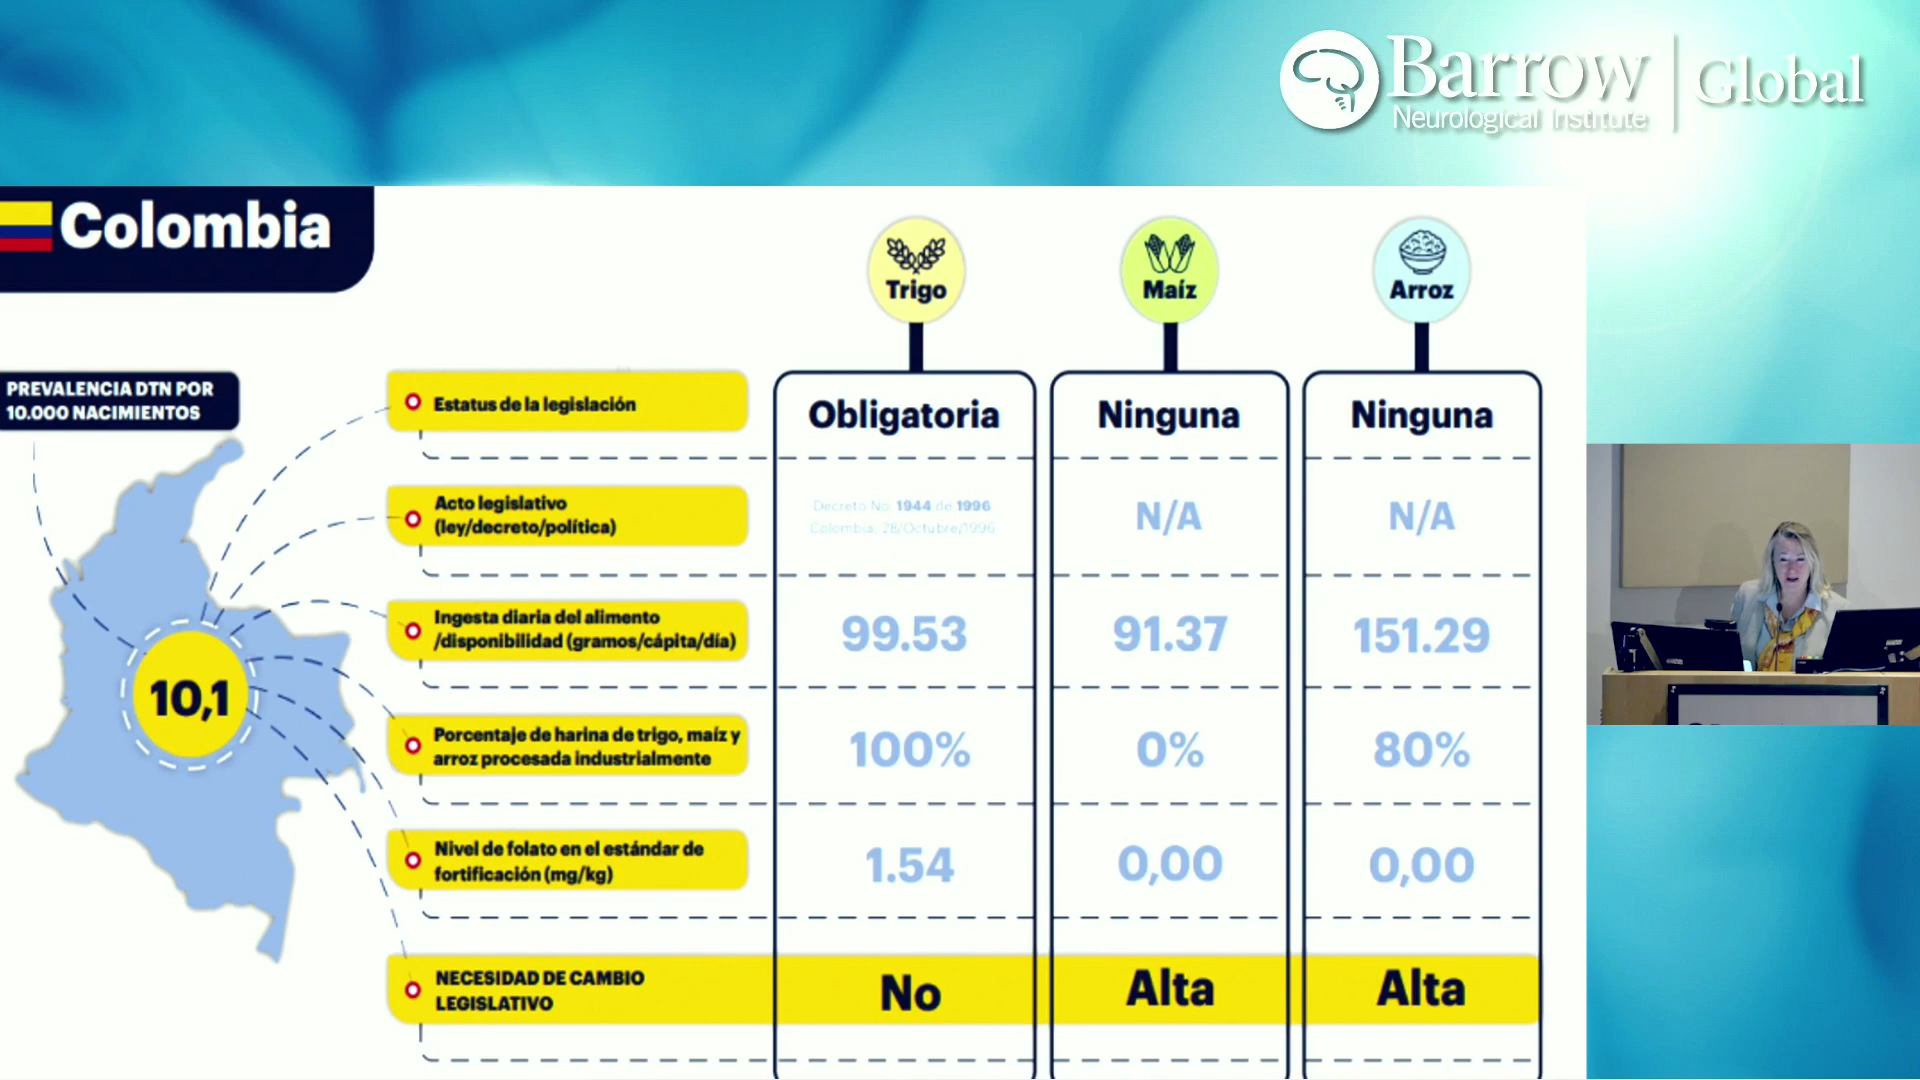 Barrow
Neurological Institute
Global
Colombia
Trigo
Maíz
Arroz
PREVALENCIA DTN POR
10.000 NACIMIENTOS
10,1
Estatus de la legislación
Obligatoria
Ninguna
Ninguna
Acto legislativo
(ley/decreto/política)
Decreto No. 1944 de 1996
Colombia. 28/Octubre/1996
N/A
N/A
Ingesta diaria del alimento
/disponibilidad (gramos/cápita/día)
99.53
91.37
151.29
Porcentaje de harina de trigo, maíz y
arroz procesada industrialmente
100%
0%
80%
Nivel de folato en el estándar de
fortificación (mg/kg)
1.54
0,00
0,00
NECESIDAD DE CAMBIO
LEGISLATIVO
No
Alta
Alta